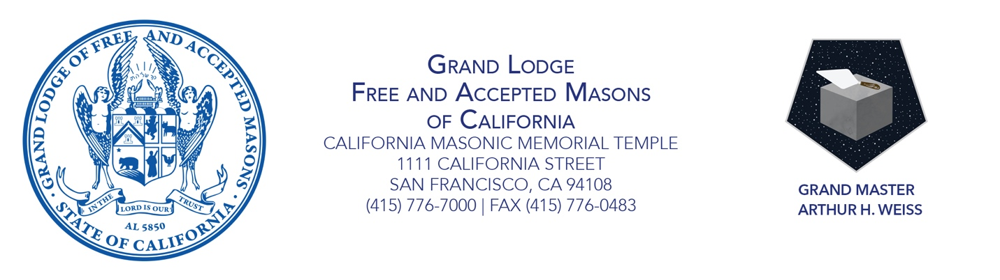 GRAND LODGE OF FREE AND ACCEPTED MASONS
STATE OF CALIFORNIA
IN THE
LORD IS OUR
TRUST
AL 5850
GRAND LODGE
FREE AND ACCEPTED MASONS
OF CALIFORNIA
CALIFORNIA MASONIC MEMORIAL TEMPLE
1111 CALIFORNIA STREET
SAN FRANCISCO, CA 94108
(415) 776-7000 | FAX (415) 776-0483
GRAND MASTER
ARTHUR H. WEISS